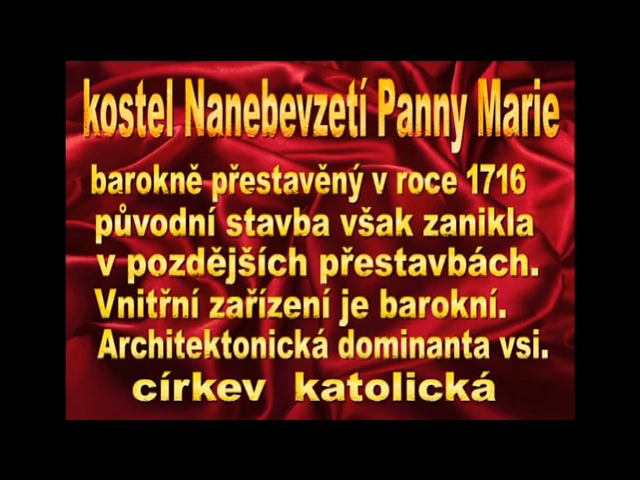 kostel Nanebevzetí Panny Marie
barokně přestavěný v roce 1716
původní stavba však zanikla
v pozdějších přestavbách.
Vnitřní zařízení je barokní.
Architektonická dominanta vsi.
církev katolická